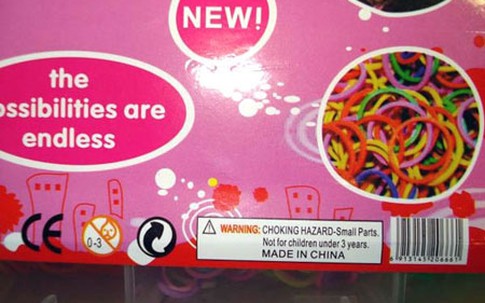 NEW!
the
ossibilities are
endless
CE
0-3
WARNING: CHOKING HAZARD-Small Parts.
Not for children under 3 years.
MADE IN CHINA